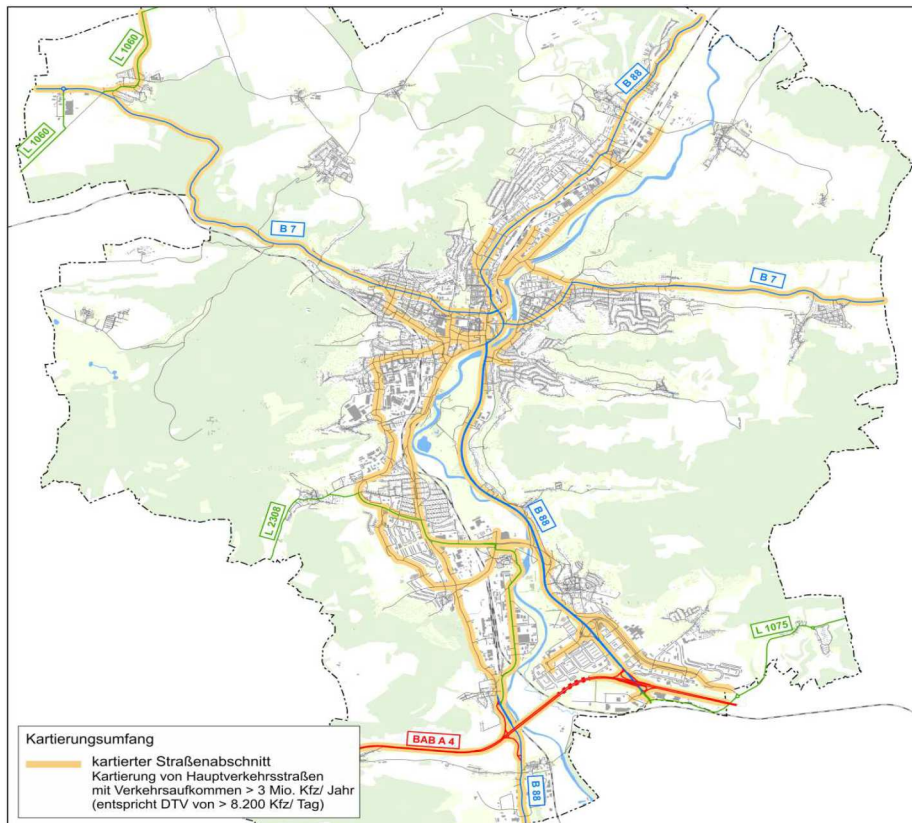 L 1060
B 88
L 1060
B 7
B 7
L 2308
B 88
L 1075
BAB A 4
B 88
Kartierungsumfang
kartierter Straßenabschnitt
Kartierung von Hauptverkehrsstraßen
mit Verkehrsaufkommen > 3 Mio. Kfz/ Jahr
(entspricht DTV von > 8.200 Kfz/ Tag)